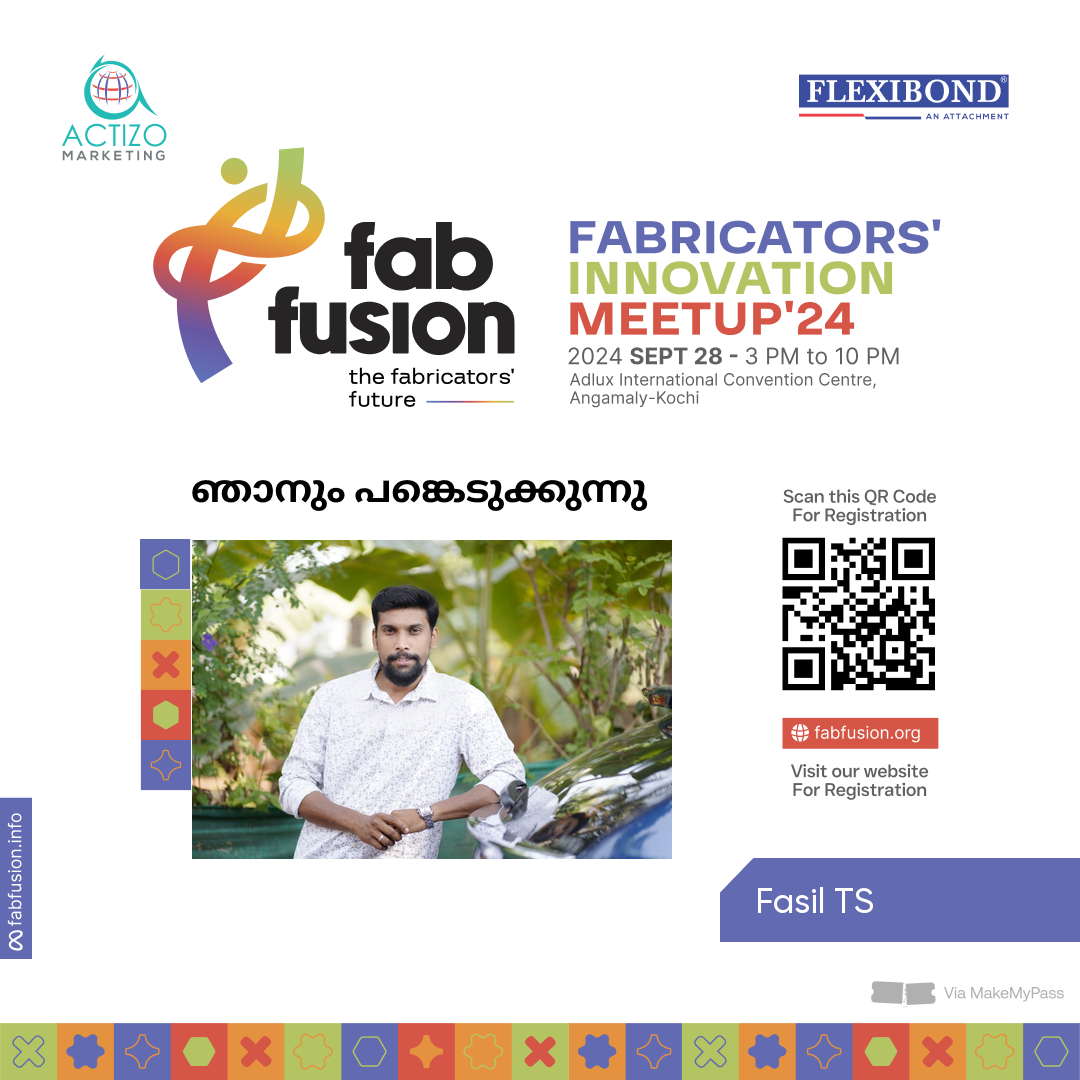 ACTIZO
MARKETING
FLEXIBOND®
AN ATTACHMENT
fab
fusion
the fabricators'
future
FABRICATORS'
INNOVATION
MEETUP'24
2024 SEPT 28 - 3 PM to 10 PM
Adlux International Convention Centre,
Angamaly-Kochi
ഞാനും പങ്കെടുക്കുന്നു
Scan this QR Code
For Registration
fabfusion.org
Visit our website
For Registration
fabfusion.info
Fasil TS
Via MakeMyPass